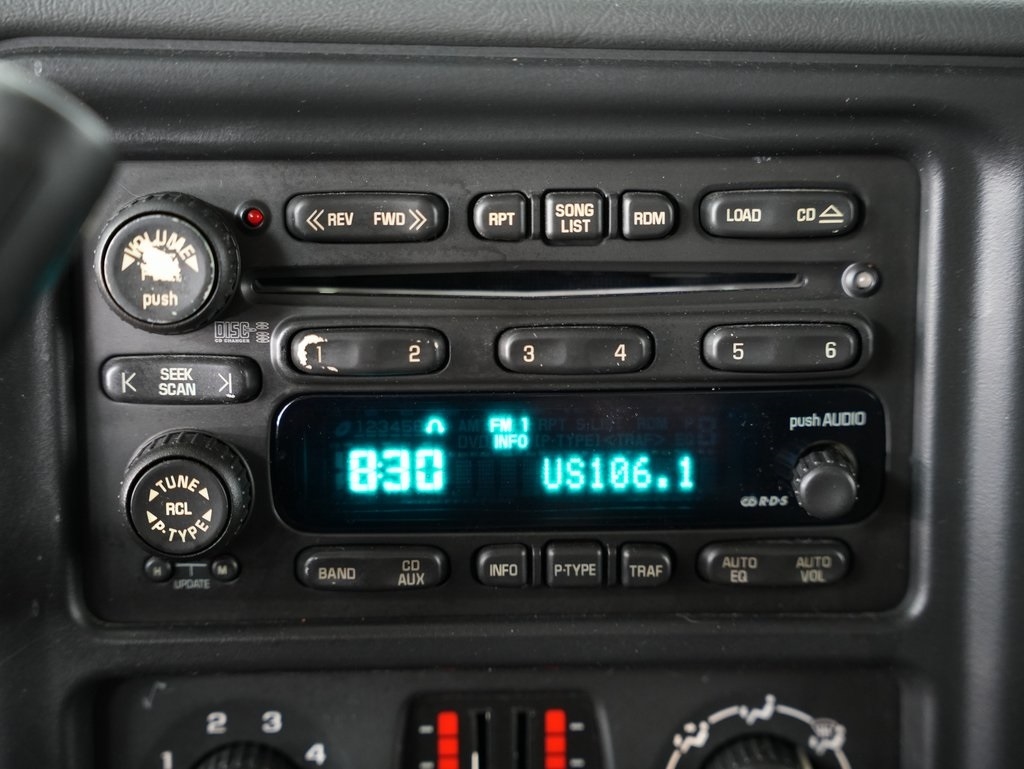 REV FWD
RPT
SONG
LIST
RDM
LOAD CD
VOLUME
push
DISC
CD CHANGER
1 2
3 4
5 6
SEEK
SCAN
push AUDIO
FM 1
INFO
8:30
US106.1
R·D·S
TUNE
RCL
P-TYPE
H M
UPDATE
BAND
CD
AUX
INFO
P-TYPE
TRAF
AUTO
EQ
AUTO
VOL
1 2 3 4